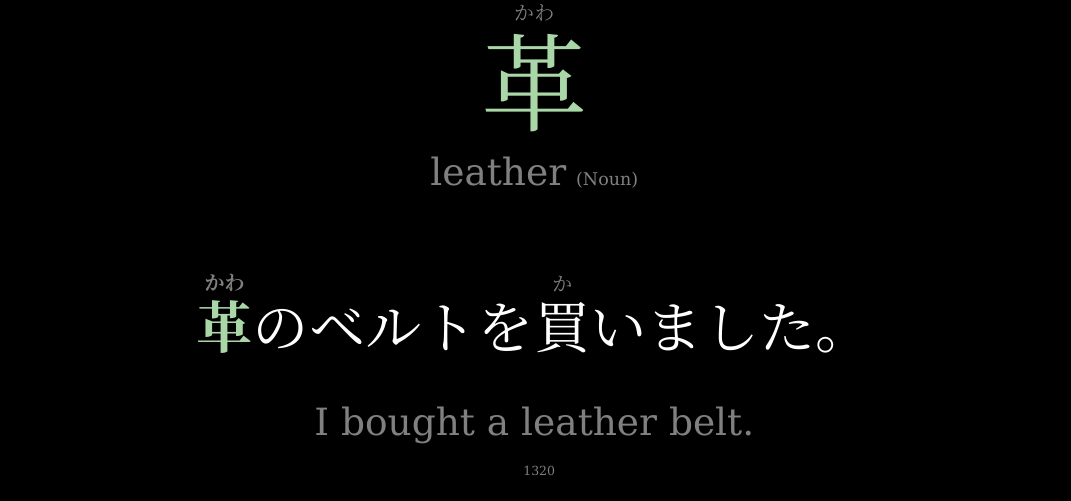 かわ
革
leather (Noun)
かわ か
革のベルトを買いました。
I bought a leather belt.
1320